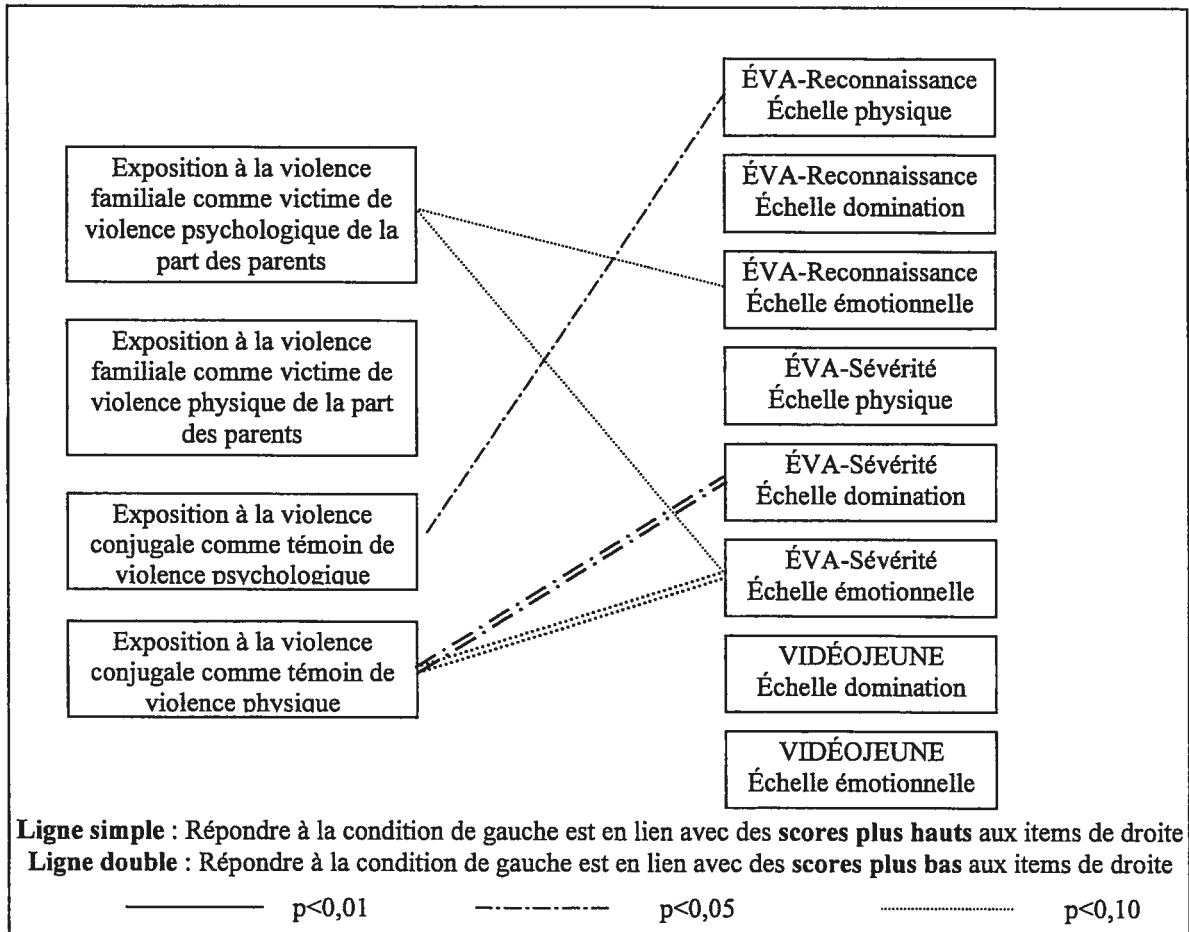 Exposition à la violence
familiale comme victime de
violence psychologique de la
part des parents
Exposition à la violence
familiale comme victime de
violence physique de la part
des parents
Exposition à la violence
conjugale comme témoin de
violence psychologique
Exposition à la violence
conjugale comme témoin de
violence physique
ÉVA-Reconnaissance
Échelle physique
ÉVA-Reconnaissance
Échelle domination
ÉVA-Reconnaissance
Échelle émotionnelle
ÉVA-Sévérité
Échelle physique
ÉVA-Sévérité
Échelle domination
ÉVA-Sévérité
Échelle émotionnelle
VIDÉOJEUNE
Échelle domination
VIDÉOJEUNE
Échelle émotionnelle
Ligne simple : Répondre à la condition de gauche est en lien avec des scores plus hauts aux items de droite
Ligne double : Répondre à la condition de gauche est en lien avec des scores plus bas aux items de droite
p<0,01 p<0,05 p<0,10